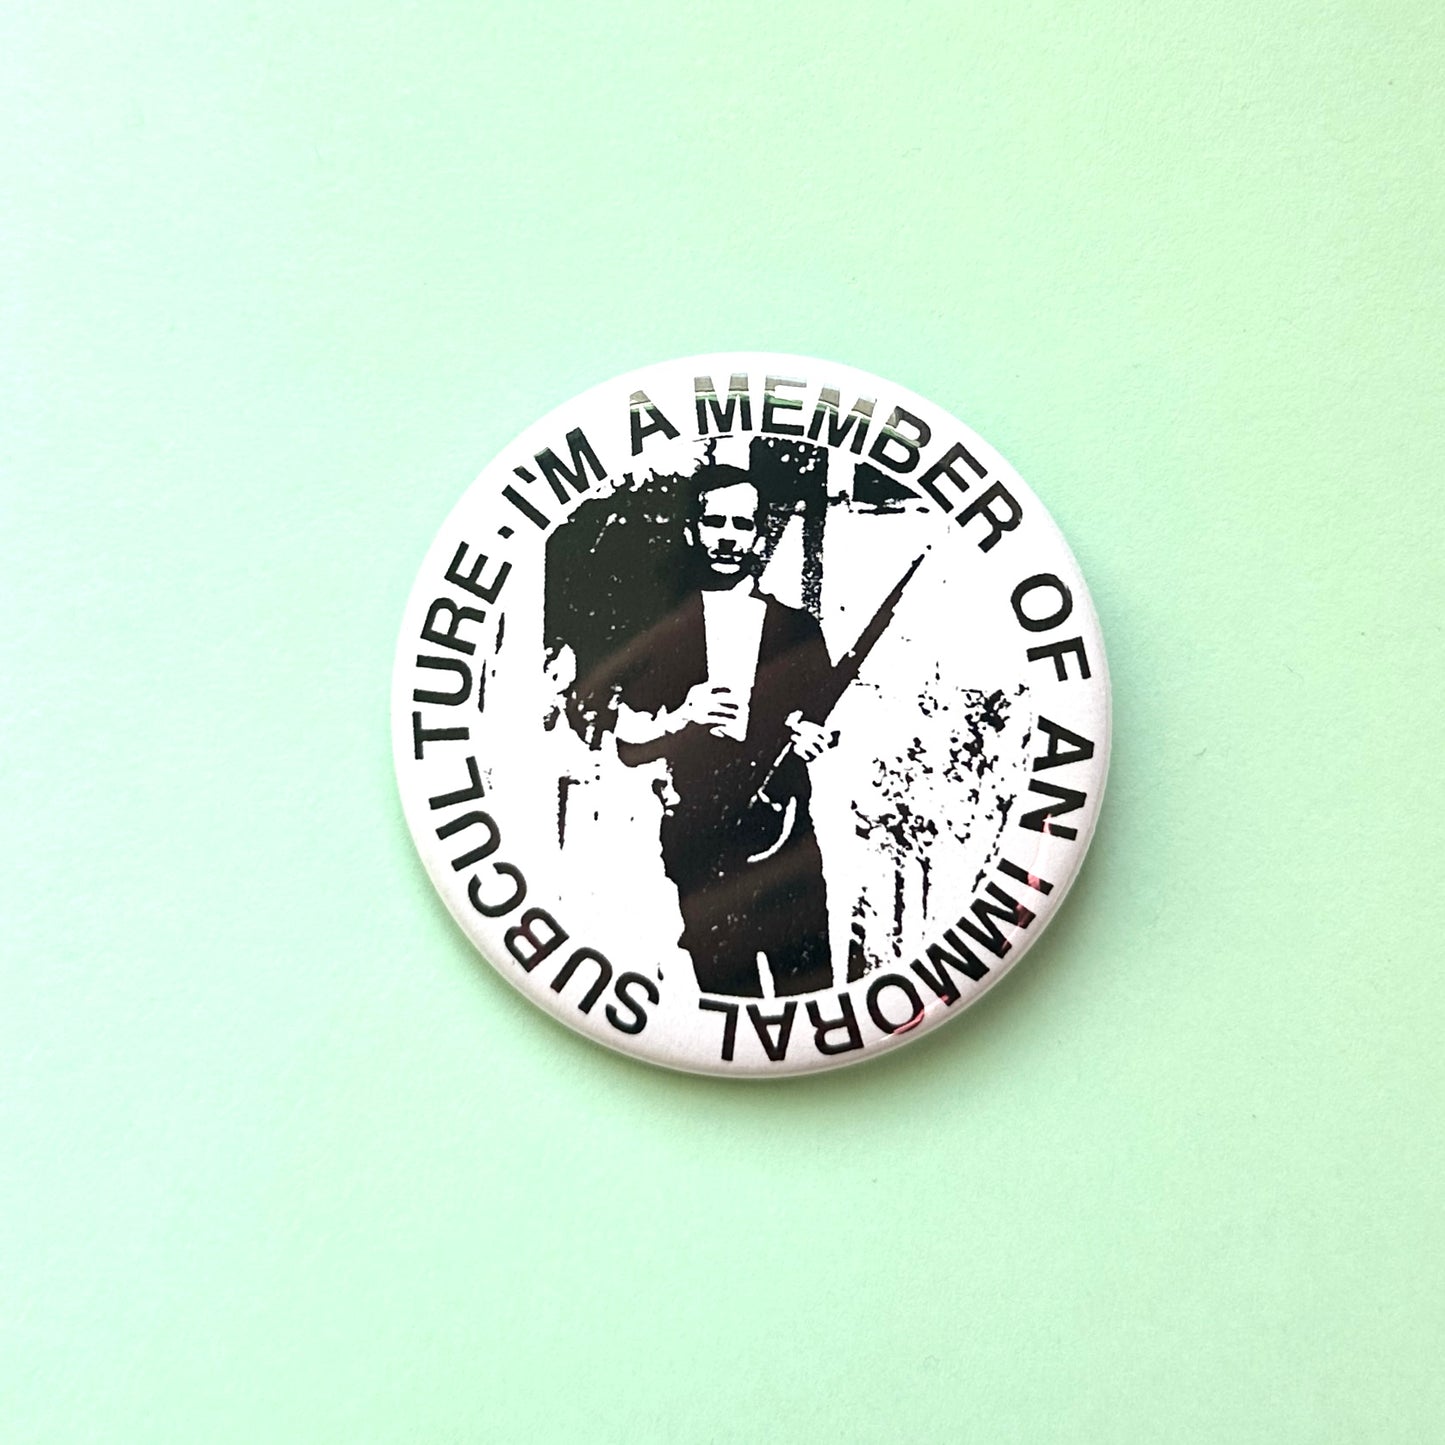 I'M A MEMBER OF AN IMMORAL SUBCULTURE ·